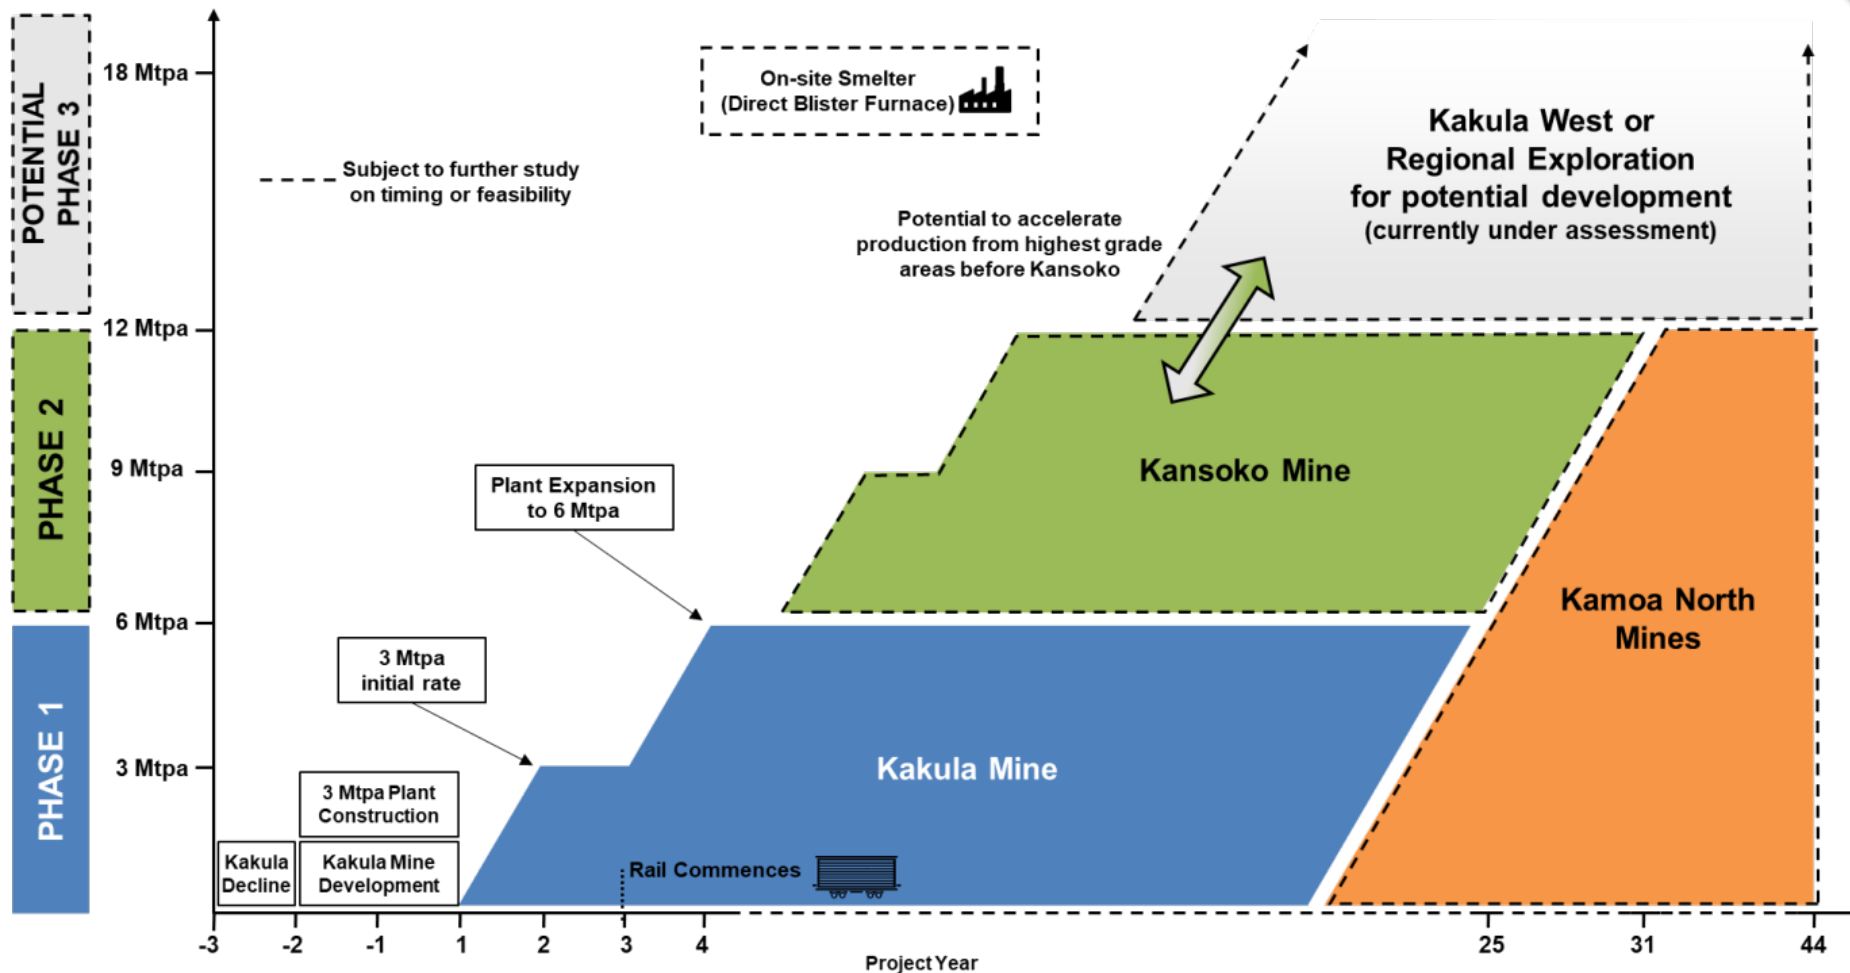 POTENTIAL
PHASE 3
PHASE 2
PHASE 1
18 Mtpa
12 Mtpa
9 Mtpa
6 Mtpa
3 Mtpa
On-site Smelter
(Direct Blister Furnace)
Subject to further study
on timing or feasibility
Potential to accelerate
production from highest grade
areas before Kansoko
Kakula West or
Regional Exploration
for potential development
(currently under assessment)
Kansoko Mine
Plant Expansion
to 6 Mtpa
Kamoa North
Mines
3 Mtpa
initial rate
Kakula Mine
3 Mtpa Plant
Construction
Kakula
Decline
Kakula Mine
Development
Rail Commences
-3 -2 -1 1 2 3 4 25 31 44
Project Year